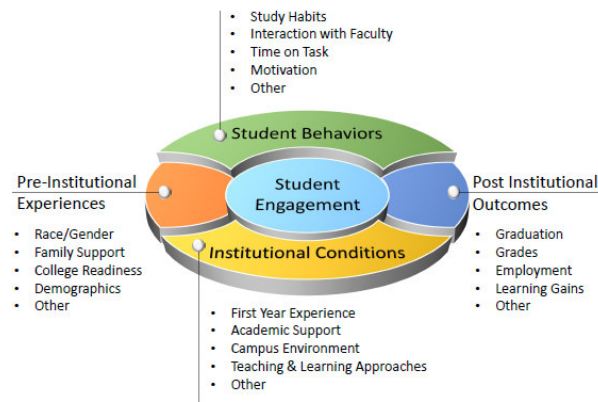 • Study Habits
• Interaction with Faculty
• Time on Task
• Motivation
• Other
Student Behaviors
Pre-Institutional
Experiences
• Race/Gender
• Family Support
• College Readiness
• Demographics
• Other
Student
Engagement
Post Institutional
Outcomes
• Graduation
• Grades
• Employment
• Learning Gains
• Other
Institutional Conditions
• First Year Experience
• Academic Support
• Campus Environment
• Teaching & Learning Approaches
• Other